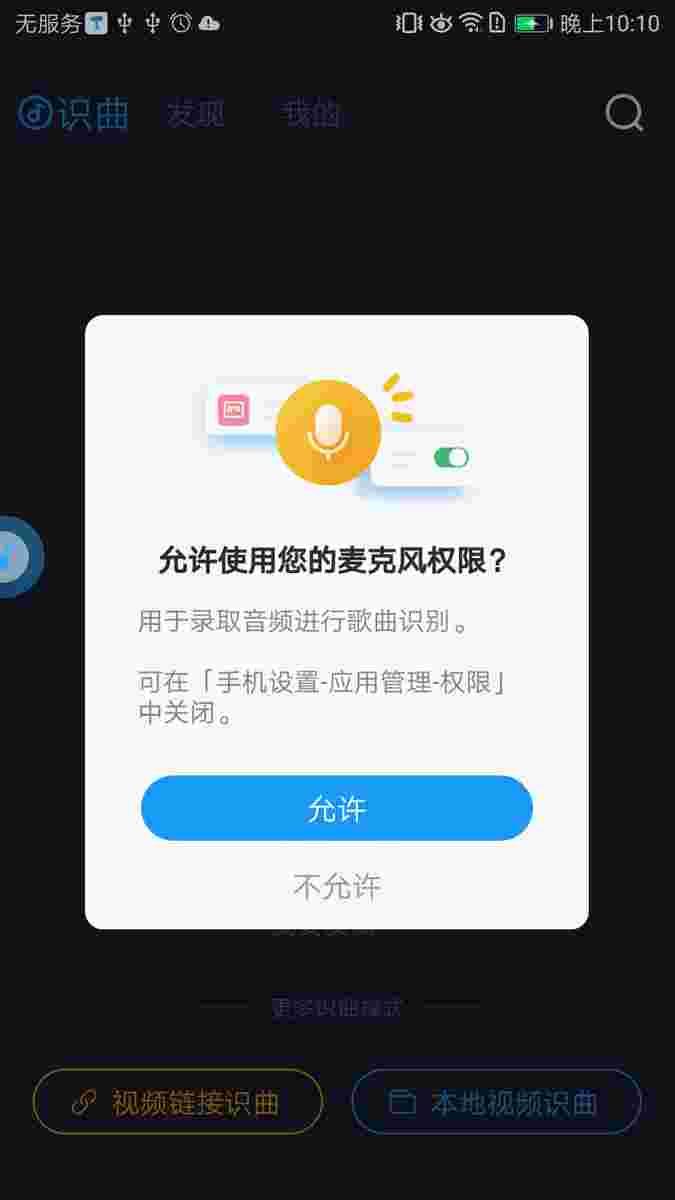 无服务
晚上10:10
识曲 发现 我的
允许使用您的麦克风权限？
用于录取音频进行歌曲识别。
可在「手机设置-应用管理-权限」
中关闭。
允许
不允许
更多识曲模式
视频链接识曲
本地视频识曲